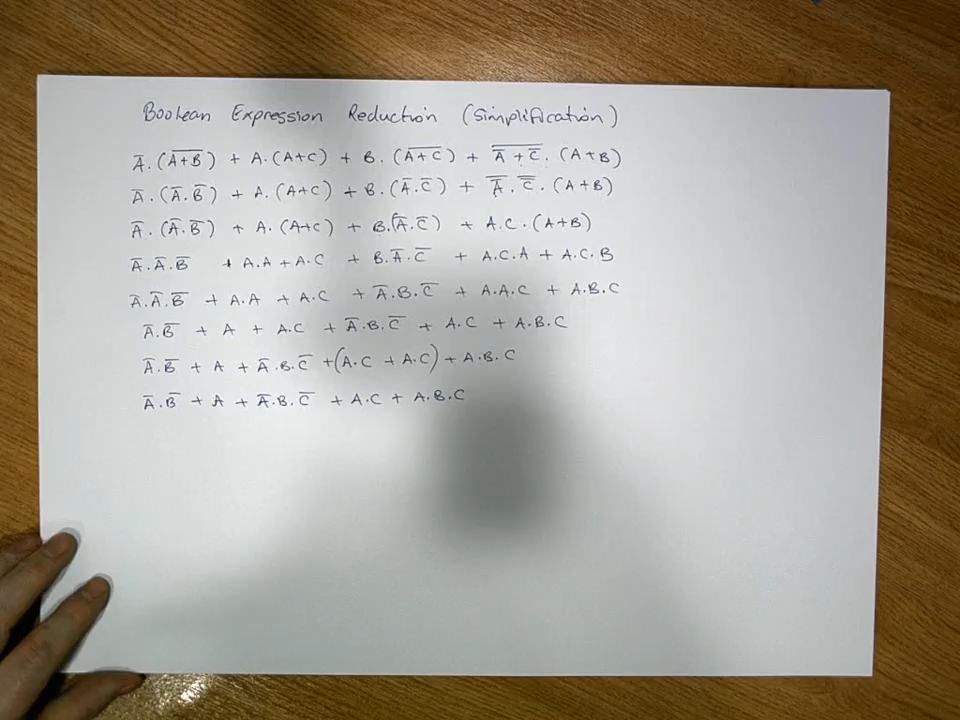 Boolean Expression Reduction (Simplification)
A̅.(A̅+̅B̅) + A.(A+C) + B.(A̅+̅C̅) + A̿ +̅ C̿.(A+B)
A̅.(A̅.B̅) + A.(A+C) + B.(A̅.C̅) + A̿.C̿.(A+B)
A̅.(A̅.B̅) + A.(A+C) + B.(A̅.C̅) + A.C.(A+B)
A̅.A̅.B̅ + A.A + A.C + B.A̅.C̅ + A.C.A + A.C.B
A̅.A̅.B̅ + A.A + A.C + A̅.B.C̅ + A.A.C + A.B.C
A̅.B̅ + A + A.C + A̅.B.C̅ + A.C + A.B.C
A̅.B̅ + A + A̅.B.C̅ + (A.C + A.C) + A.B.C
A̅.B̅ + A + A̅.B.C̅ + A.C + A.B.C